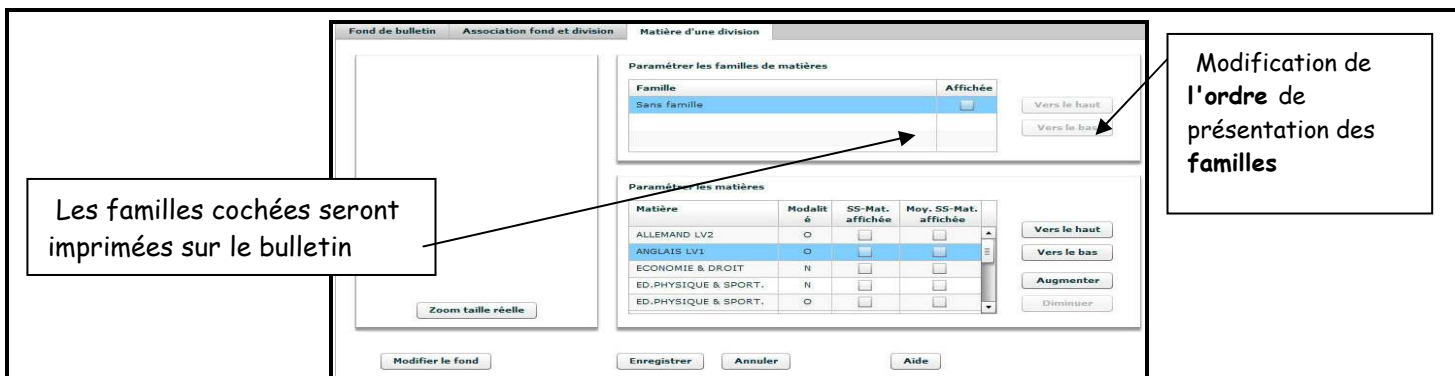 Fond de bulletin Association fond et division Matière d'une division
Paramétrer les familles de matières
Famille Affichée
Sans famille
Vers le haut
Vers le bas
Modification de
l'ordre de
présentation des
familles
Les familles cochées seront
imprimées sur le bulletin
Paramétrer les matières
Matière Modalit
é SS-Mat.
affichée Moy. SS-Mat.
affichée
ALLEMAND LV2 O
ANGLAIS LV1 O
ECONOMIE & DROIT N
ED.PHYSIQUE & SPORT. N
ED.PHYSIQUE & SPORT. O
Vers le haut
Vers le bas
Augmenter
Diminuer
Zoom taille réelle
Modifier le fond Enregistrer Annuler Aide